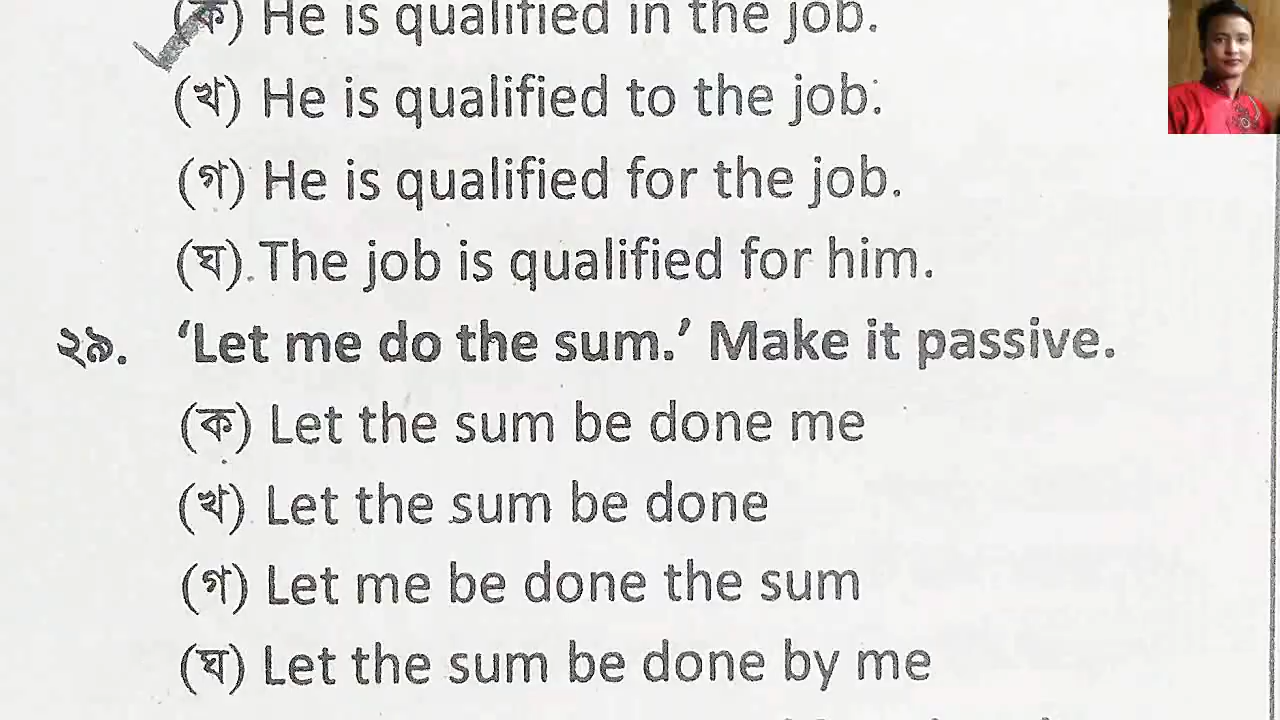 (ক) He is qualified in the job.
(খ) He is qualified to the job.
(গ) He is qualified for the job.
(ঘ) The job is qualified for him.
২৯. ‘Let me do the sum.’ Make it passive.
(ক) Let the sum be done me
(খ) Let the sum be done
(গ) Let me be done the sum
(ঘ) Let the sum be done by me